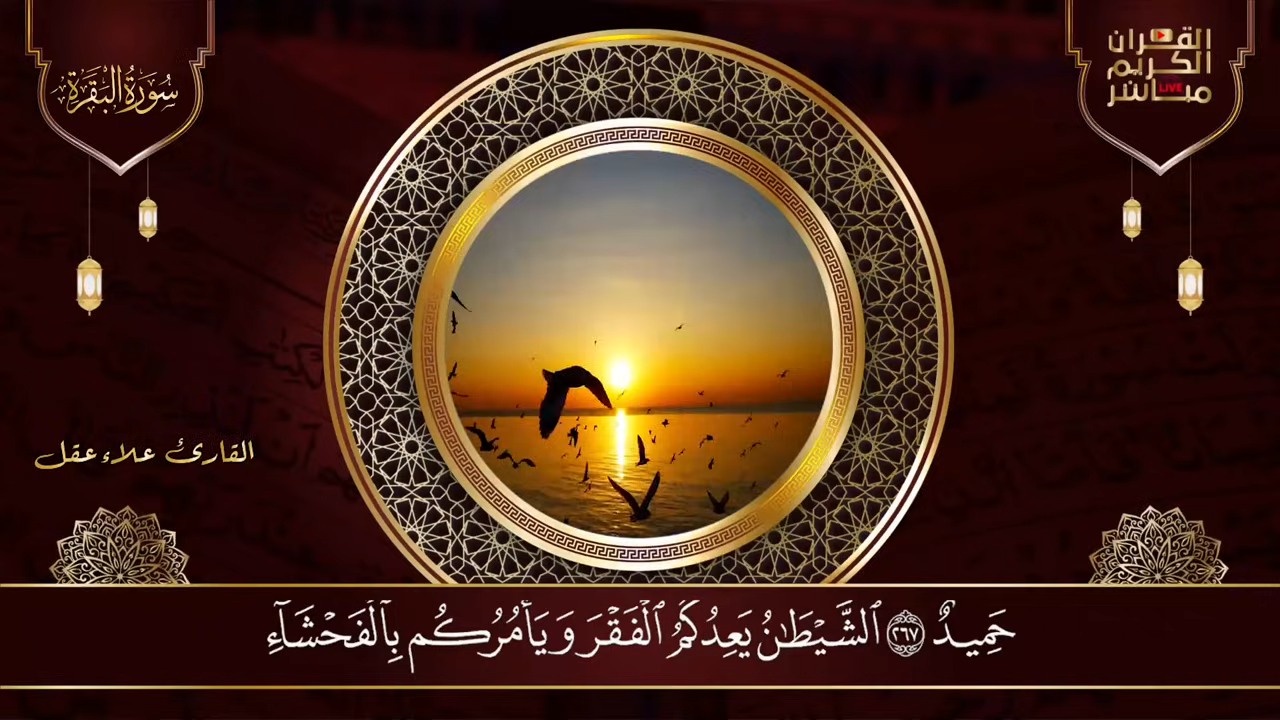 سُورَةُ البَقَرَةِ
القرآن
الكريم
مباشر
LIVE
القارئ علاء عقل
حَمِيدٌ ٢٦٧ ٱلشَّيْطَٰنُ يَعِدُكُمُ ٱلْفَقْرَ وَيَأْمُرُكُم بِٱلْفَحْشَآءِ